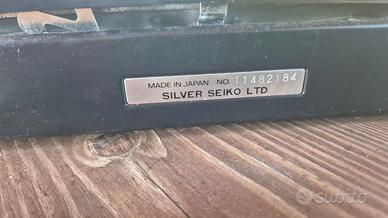 MADE IN JAPAN NO. 11482184
SILVER SEIKO LTD.
subito